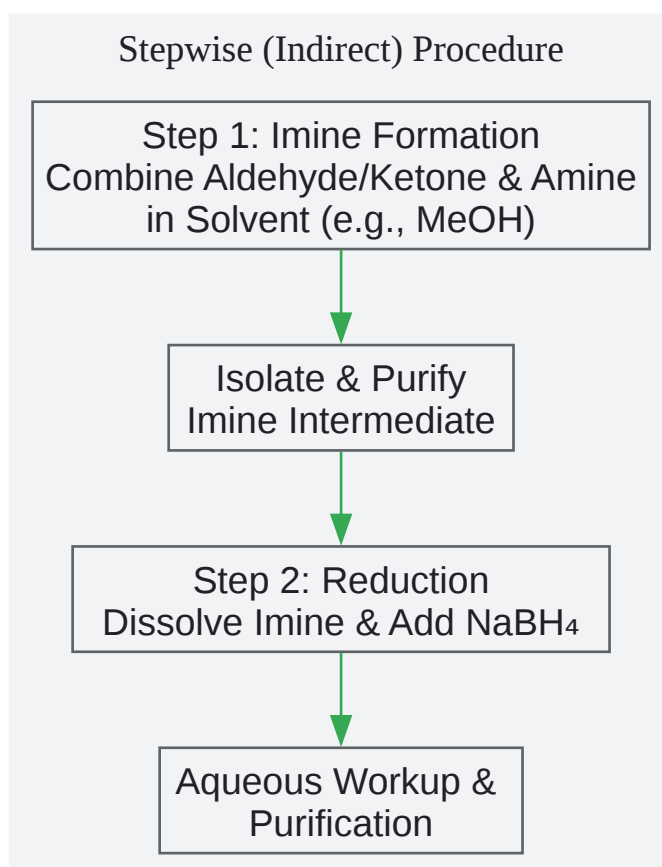 Stepwise (Indirect) Procedure
Step 1: Imine Formation
Combine Aldehyde/Ketone & Amine
in Solvent (e.g., MeOH)
Isolate & Purify
Imine Intermediate
Step 2: Reduction
Dissolve Imine & Add NaBH₄
Aqueous Workup &
Purification